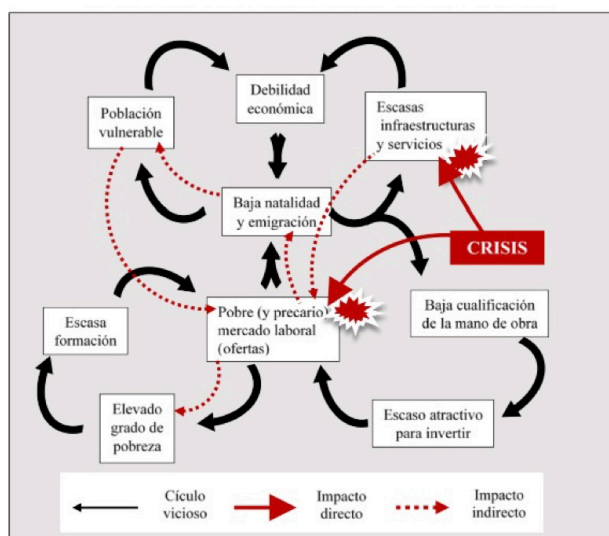 Debilidad
económica
Población
vulnerable
Escasas
infraestructuras
y servicios
Baja natalidad
y emigración
CRISIS
Pobre (y precario)
mercado laboral
(ofertas)
Baja cualificación
de la mano de obra
Escasa
formación
Elevado
grado de
pobreza
Escaso atractivo
para invertir
Cículo
vicioso
Impacto
directo
Impacto
indirecto